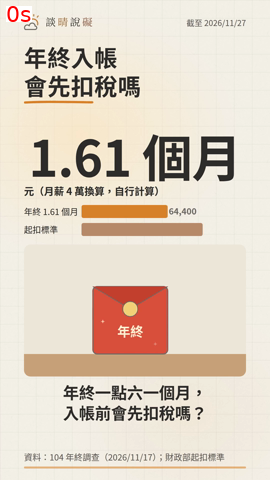 0s
談晴說礙
截至 2026/11/27
年終入帳
會先扣稅嗎
1.61 個月
元（月薪 4 萬換算，自行計算）
年終 1.61 個月
64,400
起扣標準
年終
年終一點六一個月，
入帳前會先扣稅嗎？
資料：104 年終調查（2026/11/17）；財政部起扣標準